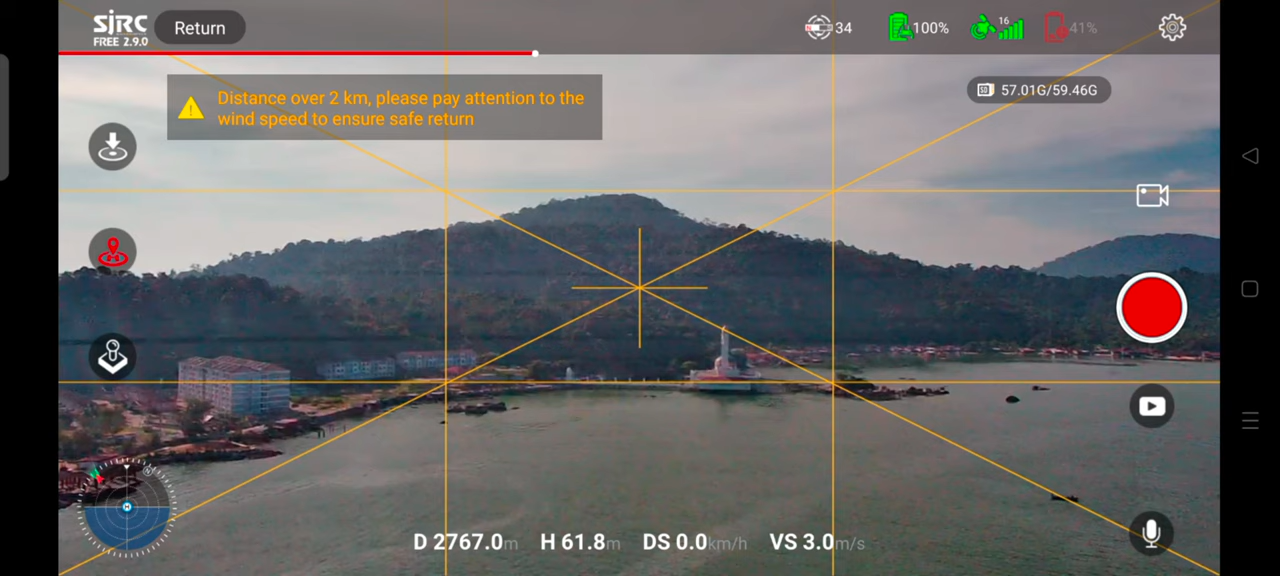 SJRC
FREE 2.9.0
Return
34
100%
16
41%
Distance over 2 km, please pay attention to the
wind speed to ensure safe return
SD
57.01G/59.46G
H
D 2767.0m H 61.8m DS 0.0km/h VS 3.0m/s